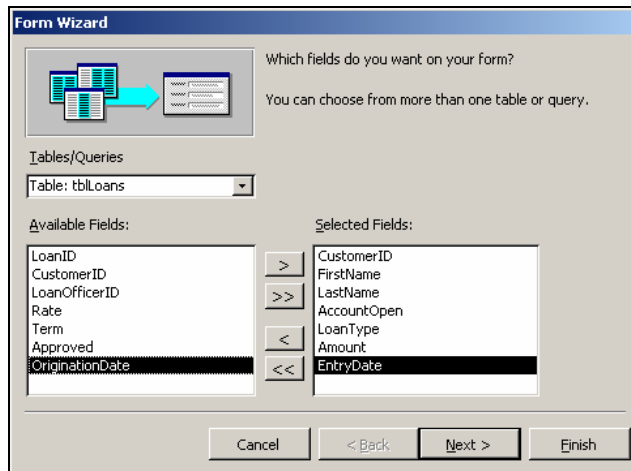 Form Wizard
Which fields do you want on your form?
You can choose from more than one table or query.
Tables/Queries
Table: tblLoans
Available Fields:
LoanID
CustomerID
LoanOfficerID
Rate
Term
Approved
OriginationDate
>
>>
<
<<
Selected Fields:
CustomerID
FirstName
LastName
AccountOpen
LoanType
Amount
EntryDate
Cancel
< Back
Next >
Finish